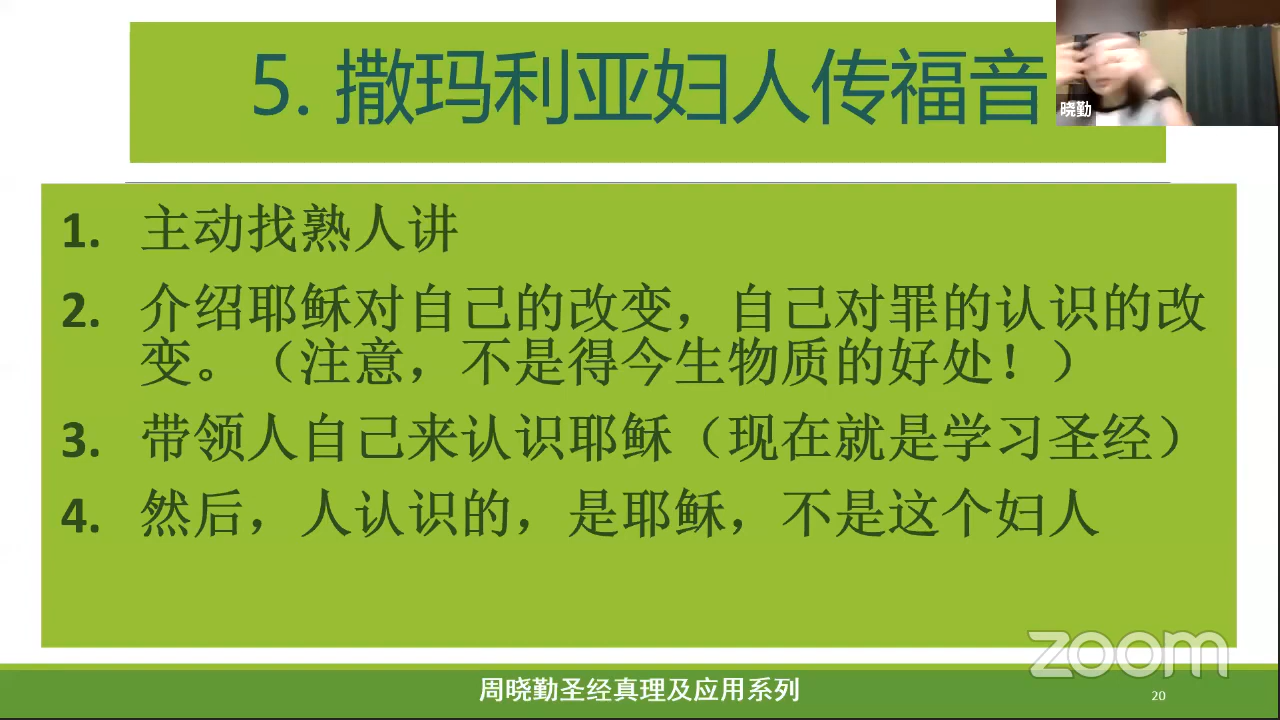 5. 撒玛利亚妇人传福音
晓勤
1. 主动找熟人讲
2. 介绍耶稣对自己的改变，自己对罪的认识的改
变。（注意，不是得今生物质的好处！）
3. 带领人自己来认识耶稣（现在就是学习圣经）
4. 然后，人认识的，是耶稣，不是这个妇人
zoom
周晓勤圣经真理及应用系列
20